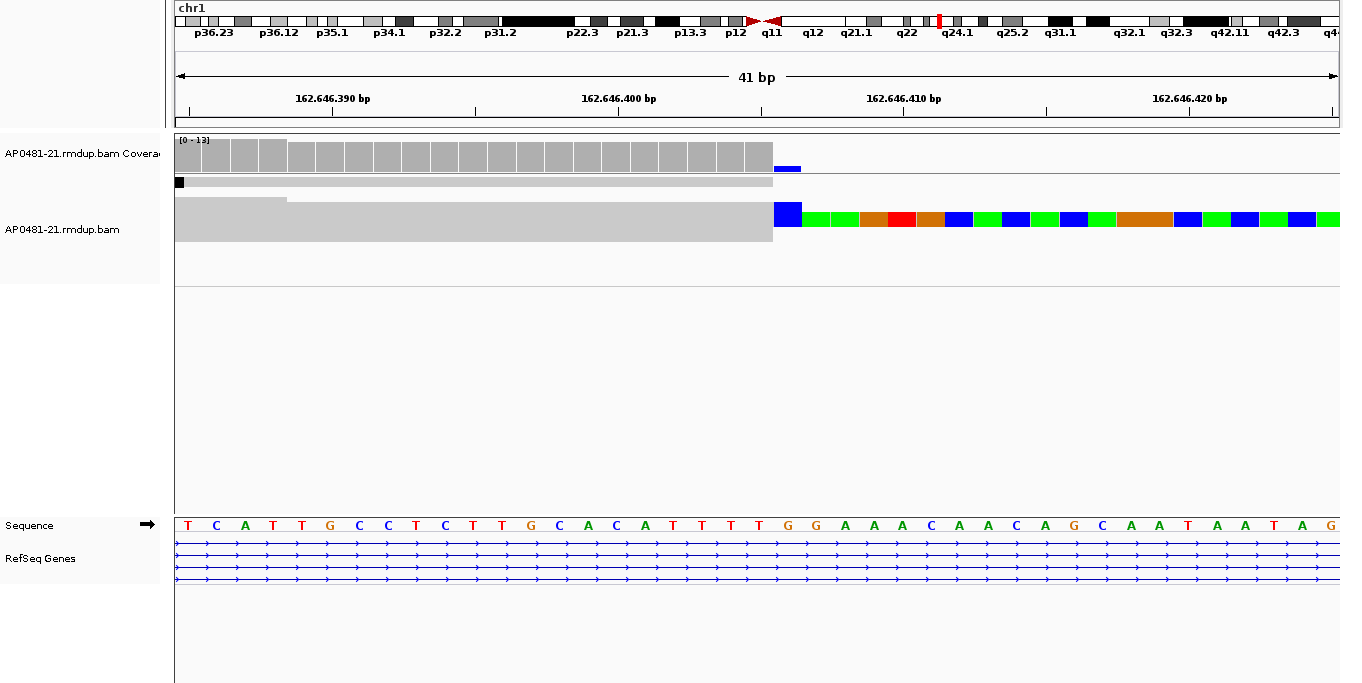 chr1
p36.23 p36.12 p35.1 p34.1 p32.2 p31.2 p22.3 p21.3 p13.3 p12 q11 q12 q21.1 q22 q24.1 q25.2 q31.1 q32.1 q32.3 q42.11 q42.3 q4
41 bp
162.646.390 bp 162.646.400 bp 162.646.410 bp 162.646.420 bp
[0 - 13]
AP0481-21.rmdup.bam Covera
AP0481-21.rmdup.bam
Sequence T C A T T G C C T C T T G C A C A T T T T G G A A A C A A C A G C A A T A A T A G
RefSeq Genes